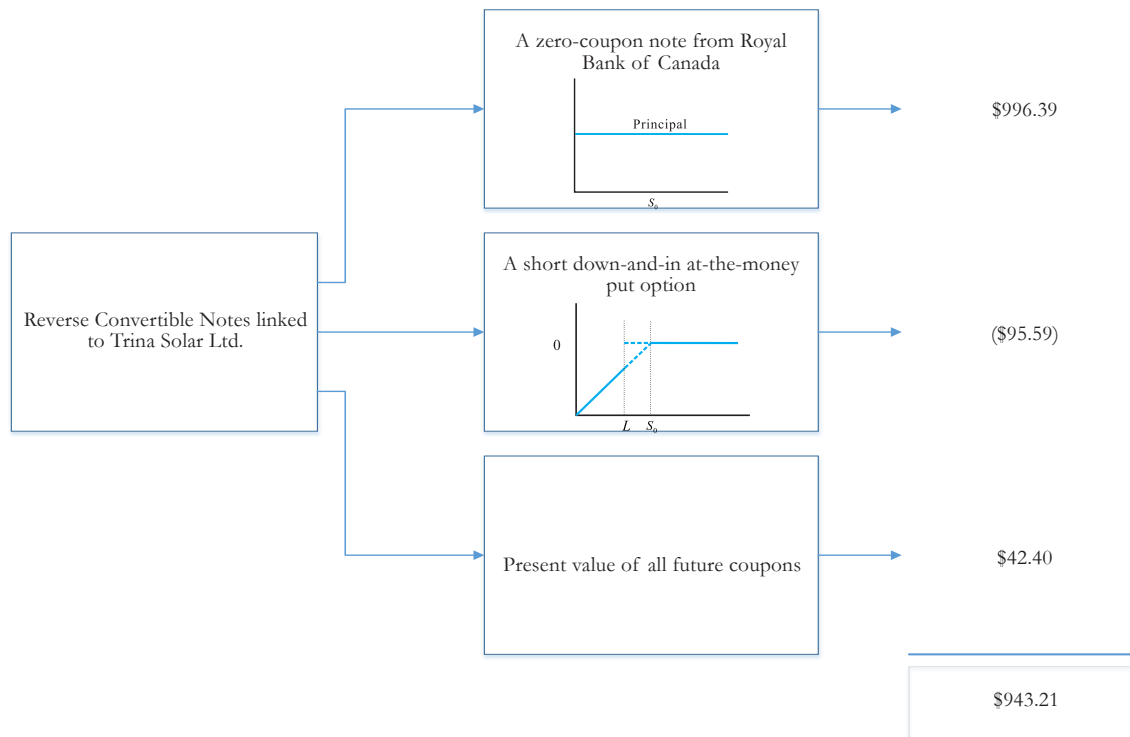 A zero-coupon note from Royal
Bank of Canada
Principal
S₀
$996.39
Reverse Convertible Notes linked
to Trina Solar Ltd.
A short down-and-in at-the-money
put option
0
L S₀
($95.59)
Present value of all future coupons
$42.40
$943.21